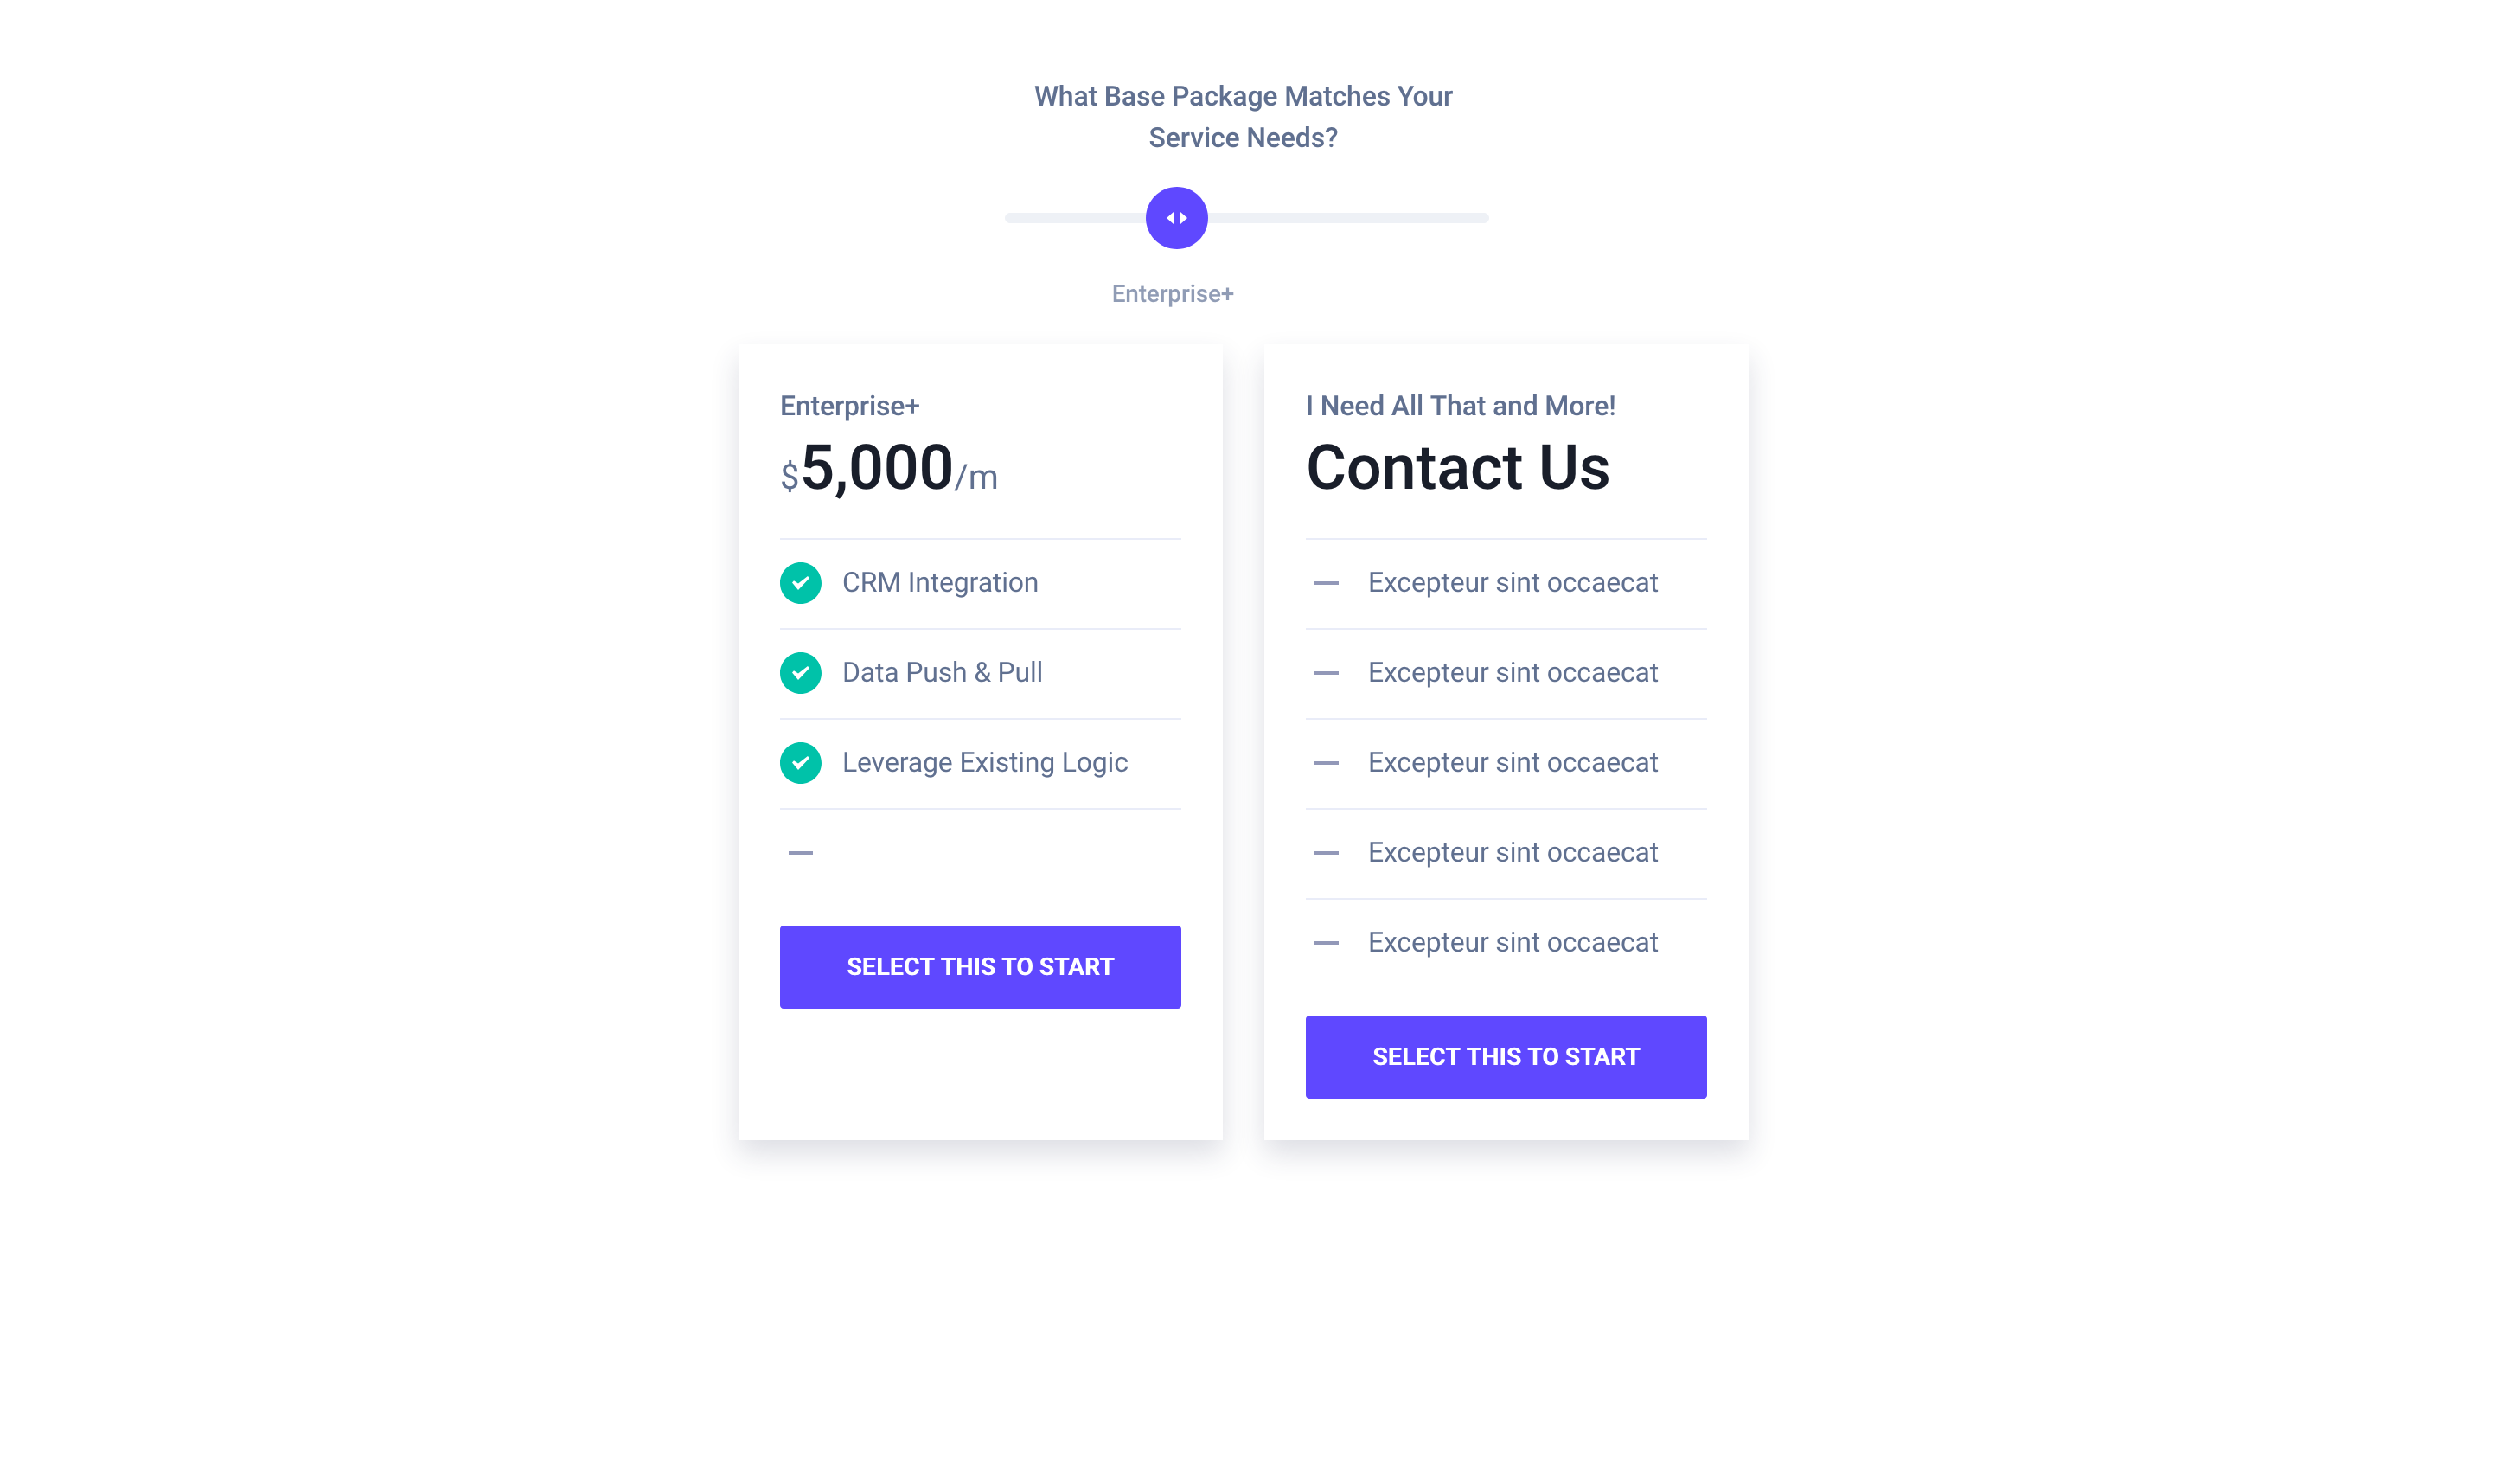 What Base Package Matches Your
Service Needs?
Enterprise+
Enterprise+
$5,000/m
CRM Integration
Data Push & Pull
Leverage Existing Logic
SELECT THIS TO START
I Need All That and More!
Contact Us
Excepteur sint occaecat
Excepteur sint occaecat
Excepteur sint occaecat
Excepteur sint occaecat
Excepteur sint occaecat
SELECT THIS TO START